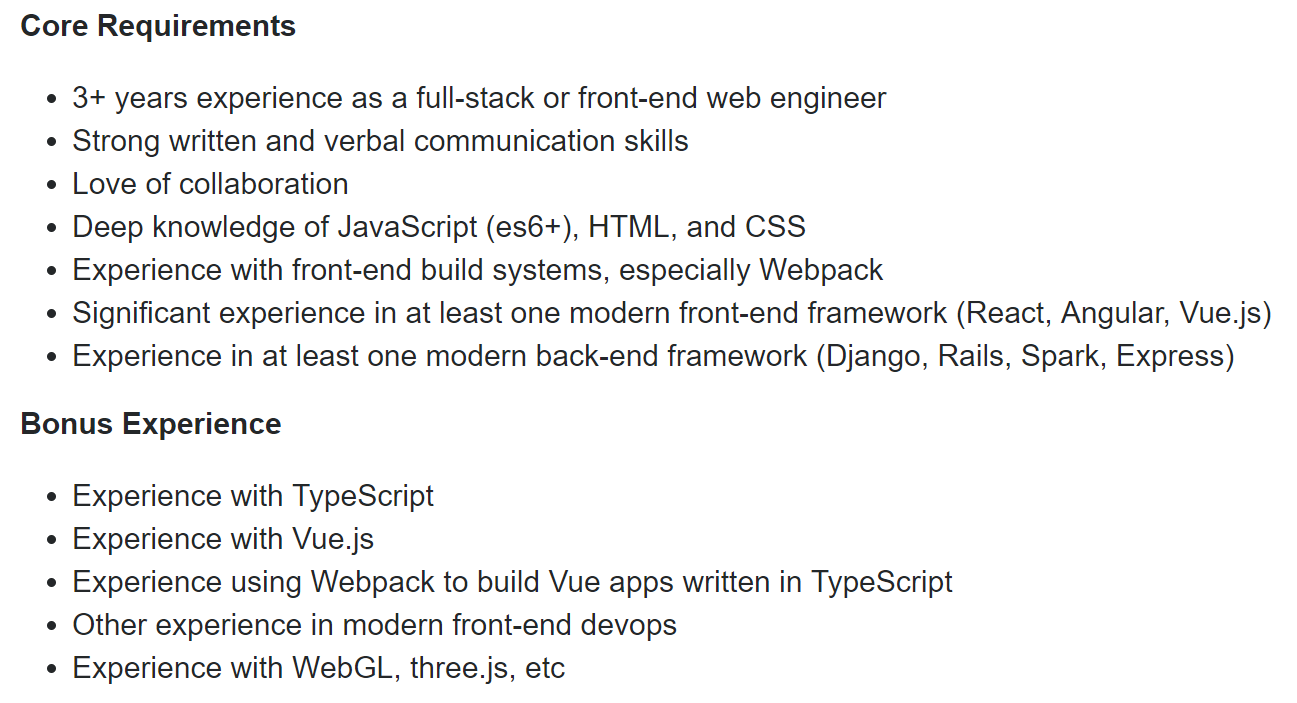 Core Requirements
• 3+ years experience as a full-stack or front-end web engineer
• Strong written and verbal communication skills
• Love of collaboration
• Deep knowledge of JavaScript (es6+), HTML, and CSS
• Experience with front-end build systems, especially Webpack
• Significant experience in at least one modern front-end framework (React, Angular, Vue.js)
• Experience in at least one modern back-end framework (Django, Rails, Spark, Express)
Bonus Experience
• Experience with TypeScript
• Experience with Vue.js
• Experience using Webpack to build Vue apps written in TypeScript
• Other experience in modern front-end devops
• Experience with WebGL, three.js, etc